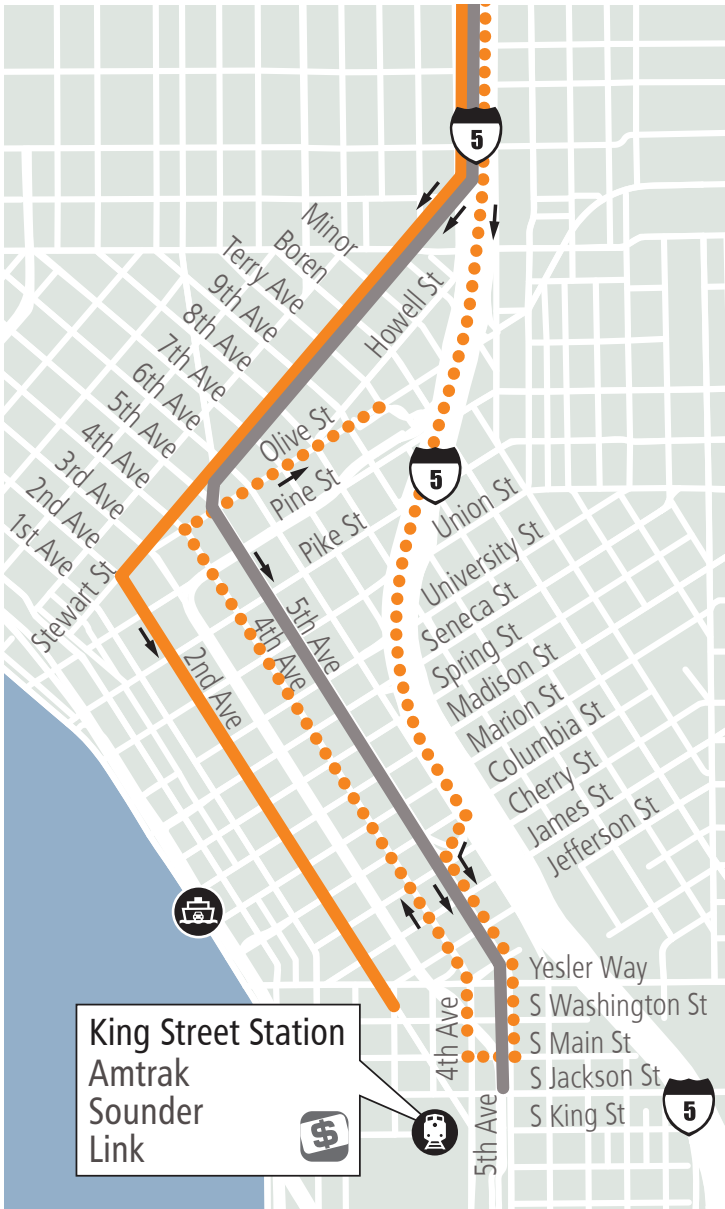 5
Minor
Boren
Terry Ave
9th Ave
8th Ave
7th Ave
6th Ave
5th Ave
4th Ave
3rd Ave
2nd Ave
1st Ave
Stewart St
Howell St
Olive St
Pine St
Pike St
5
Union St
University St
Seneca St
Spring St
Madison St
Marion St
Columbia St
Cherry St
James St
Jefferson St
5th Ave
4th Ave
2nd Ave
Yesler Way
S Washington St
S Main St
S Jackson St
S King St
4th Ave
5th Ave
5
King Street Station
Amtrak
Sounder
Link
$